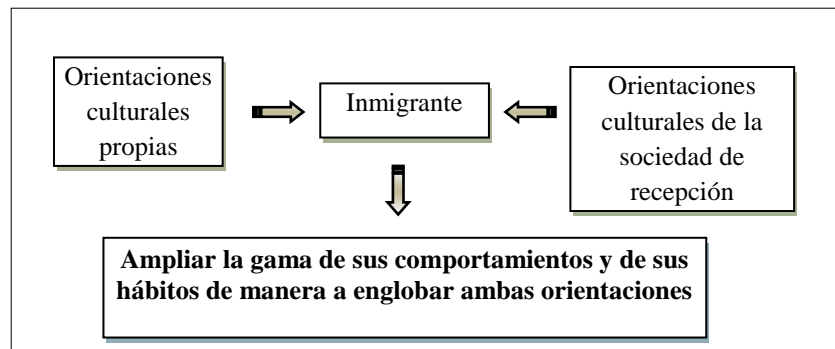 Orientaciones
culturales
propias
Inmigrante
Orientaciones
culturales de la
sociedad de
recepción
Ampliar la gama de sus comportamientos y de sus
hábitos de manera a englobar ambas orientaciones